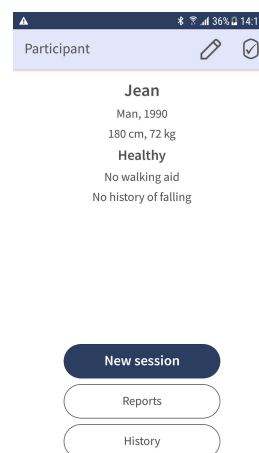 36% 14:1
Participant
Jean
Man, 1990
180 cm, 72 kg
Healthy
No walking aid
No history of falling
New session
Reports
History